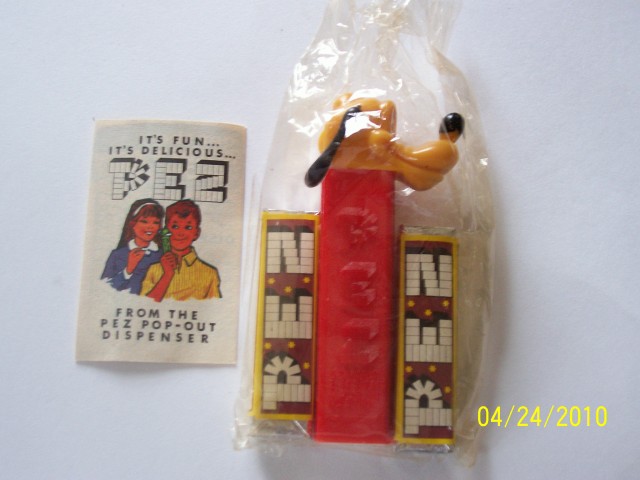 IT'S FUN...
IT'S DELICIOUS...
PEZ
FROM THE
PEZ POP-OUT
DISPENSER
PEZ
PEZ
PEZ
04/24/2010